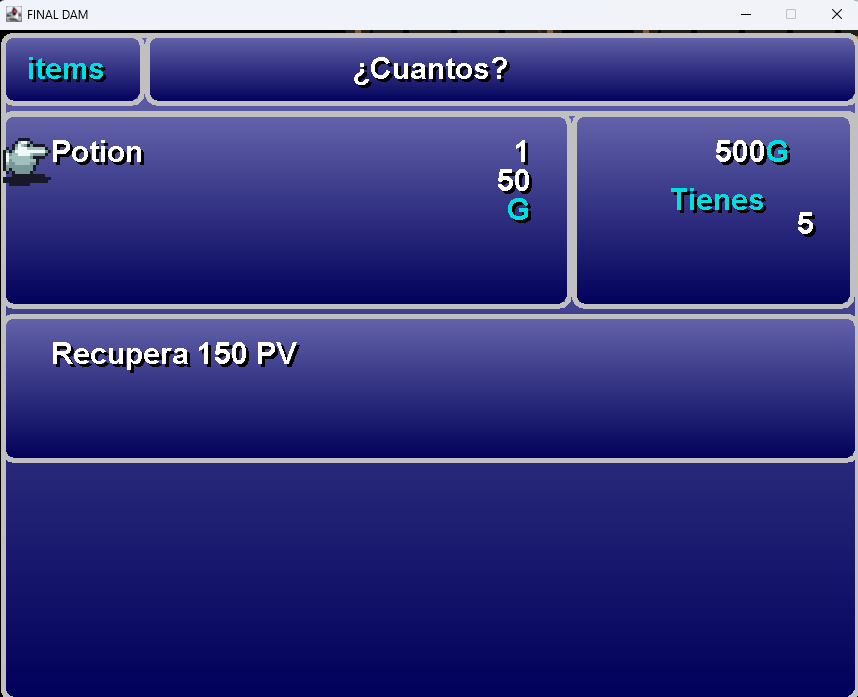 FINAL DAM
items
¿Cuantos?
Potion 1
50
G
500G
Tienes
5
Recupera 150 PV